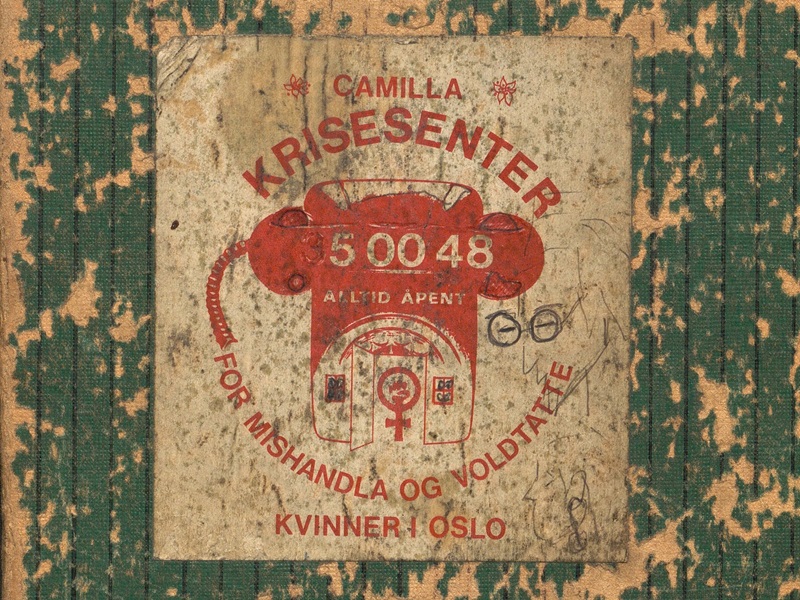 CAMILLA
KRISESENTER
35 00 48
ALLTID ÅPENT
FOR MISHANDLA OG VOLDTATTE
KVINNER I OSLO